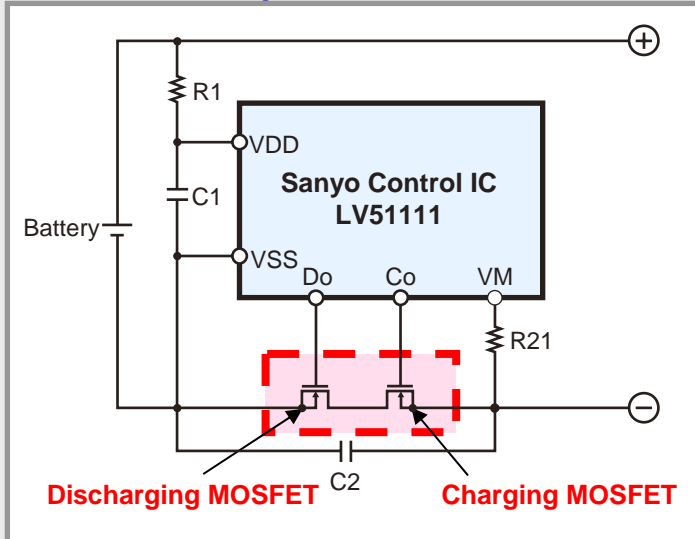 +
R1
VDD
Sanyo Control IC
LV51111
C1
Battery
VSS
Do Co VM
R21
−
C2
Discharging MOSFET Charging MOSFET